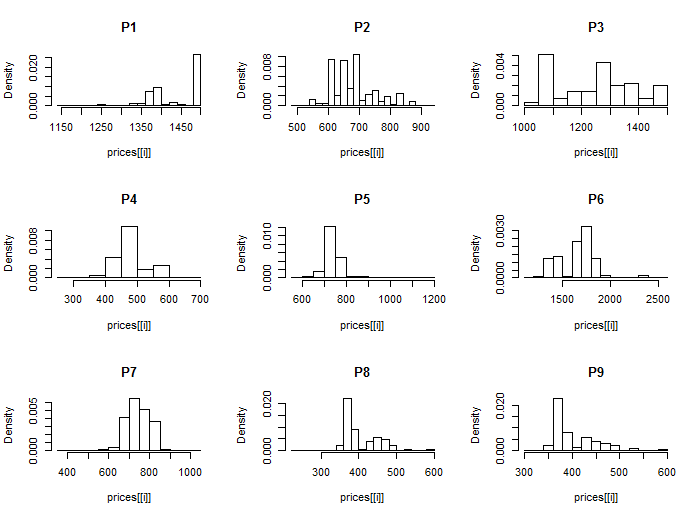 P1
Density
0.000
0.020
1150
1250
1350
1450
prices[[i]]
P2
Density
0.000
0.008
500
600
700
800
900
prices[[i]]
P3
Density
0.000
0.004
1000
1200
1400
prices[[i]]
P4
Density
0.000
0.008
300
400
500
600
700
prices[[i]]
P5
Density
0.000
0.010
600
800
1000
1200
prices[[i]]
P6
Density
0.0000
0.0030
1500
2000
2500
prices[[i]]
P7
Density
0.000
0.005
400
600
800
1000
prices[[i]]
P8
Density
0.000
0.020
300
400
500
600
prices[[i]]
P9
Density
0.000
0.020
300
400
500
600
prices[[i]]